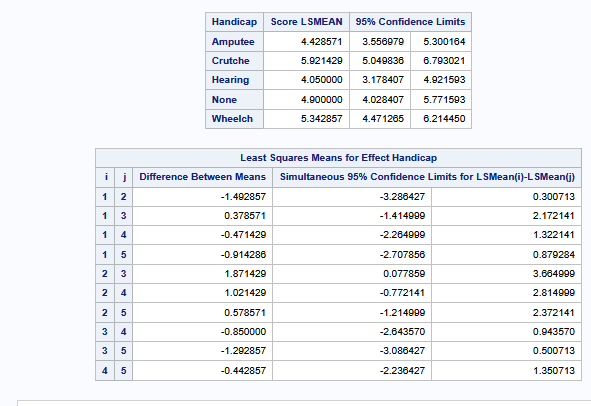 Handicap Score LSMEAN 95% Confidence Limits
Amputee 4.428571 3.556979 5.300164
Crutche 5.921429 5.049836 6.793021
Hearing 4.050000 3.178407 4.921593
None 4.900000 4.028407 5.771593
Wheelch 5.342857 4.471265 6.214450
Least Squares Means for Effect Handicap
i j Difference Between Means Simultaneous 95% Confidence Limits for LSMean(i)-LSMean(j)
1 2 -1.492857 -3.286427 0.300713
1 3 0.378571 -1.414999 2.172141
1 4 -0.471429 -2.264999 1.322141
1 5 -0.914286 -2.707856 0.879284
2 3 1.871429 0.077859 3.664999
2 4 1.021429 -0.772141 2.814999
2 5 0.578571 -1.214999 2.372141
3 4 -0.850000 -2.643570 0.943570
3 5 -1.292857 -3.086427 0.500713
4 5 -0.442857 -2.236427 1.350713